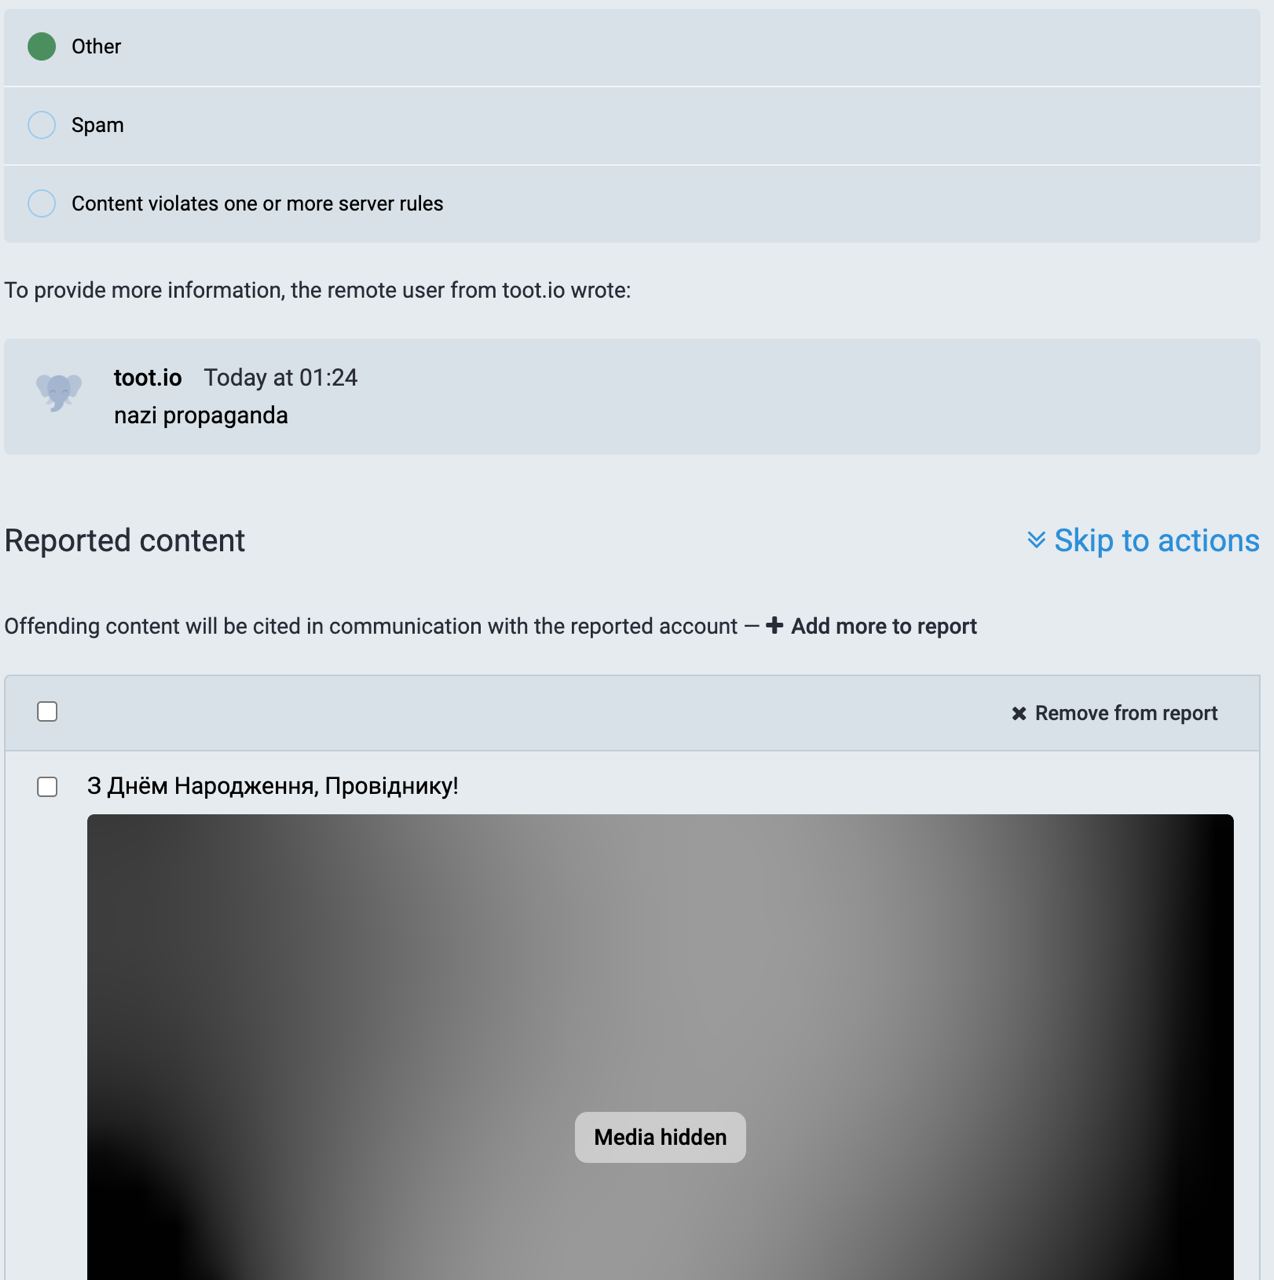 Other
Spam
Content violates one or more server rules
To provide more information, the remote user from toot.io wrote:
toot.io Today at 01:24
nazi propaganda
Reported content
Skip to actions
Offending content will be cited in communication with the reported account — + Add more to report
Remove from report
З Днём Народження, Провіднику!
Media hidden